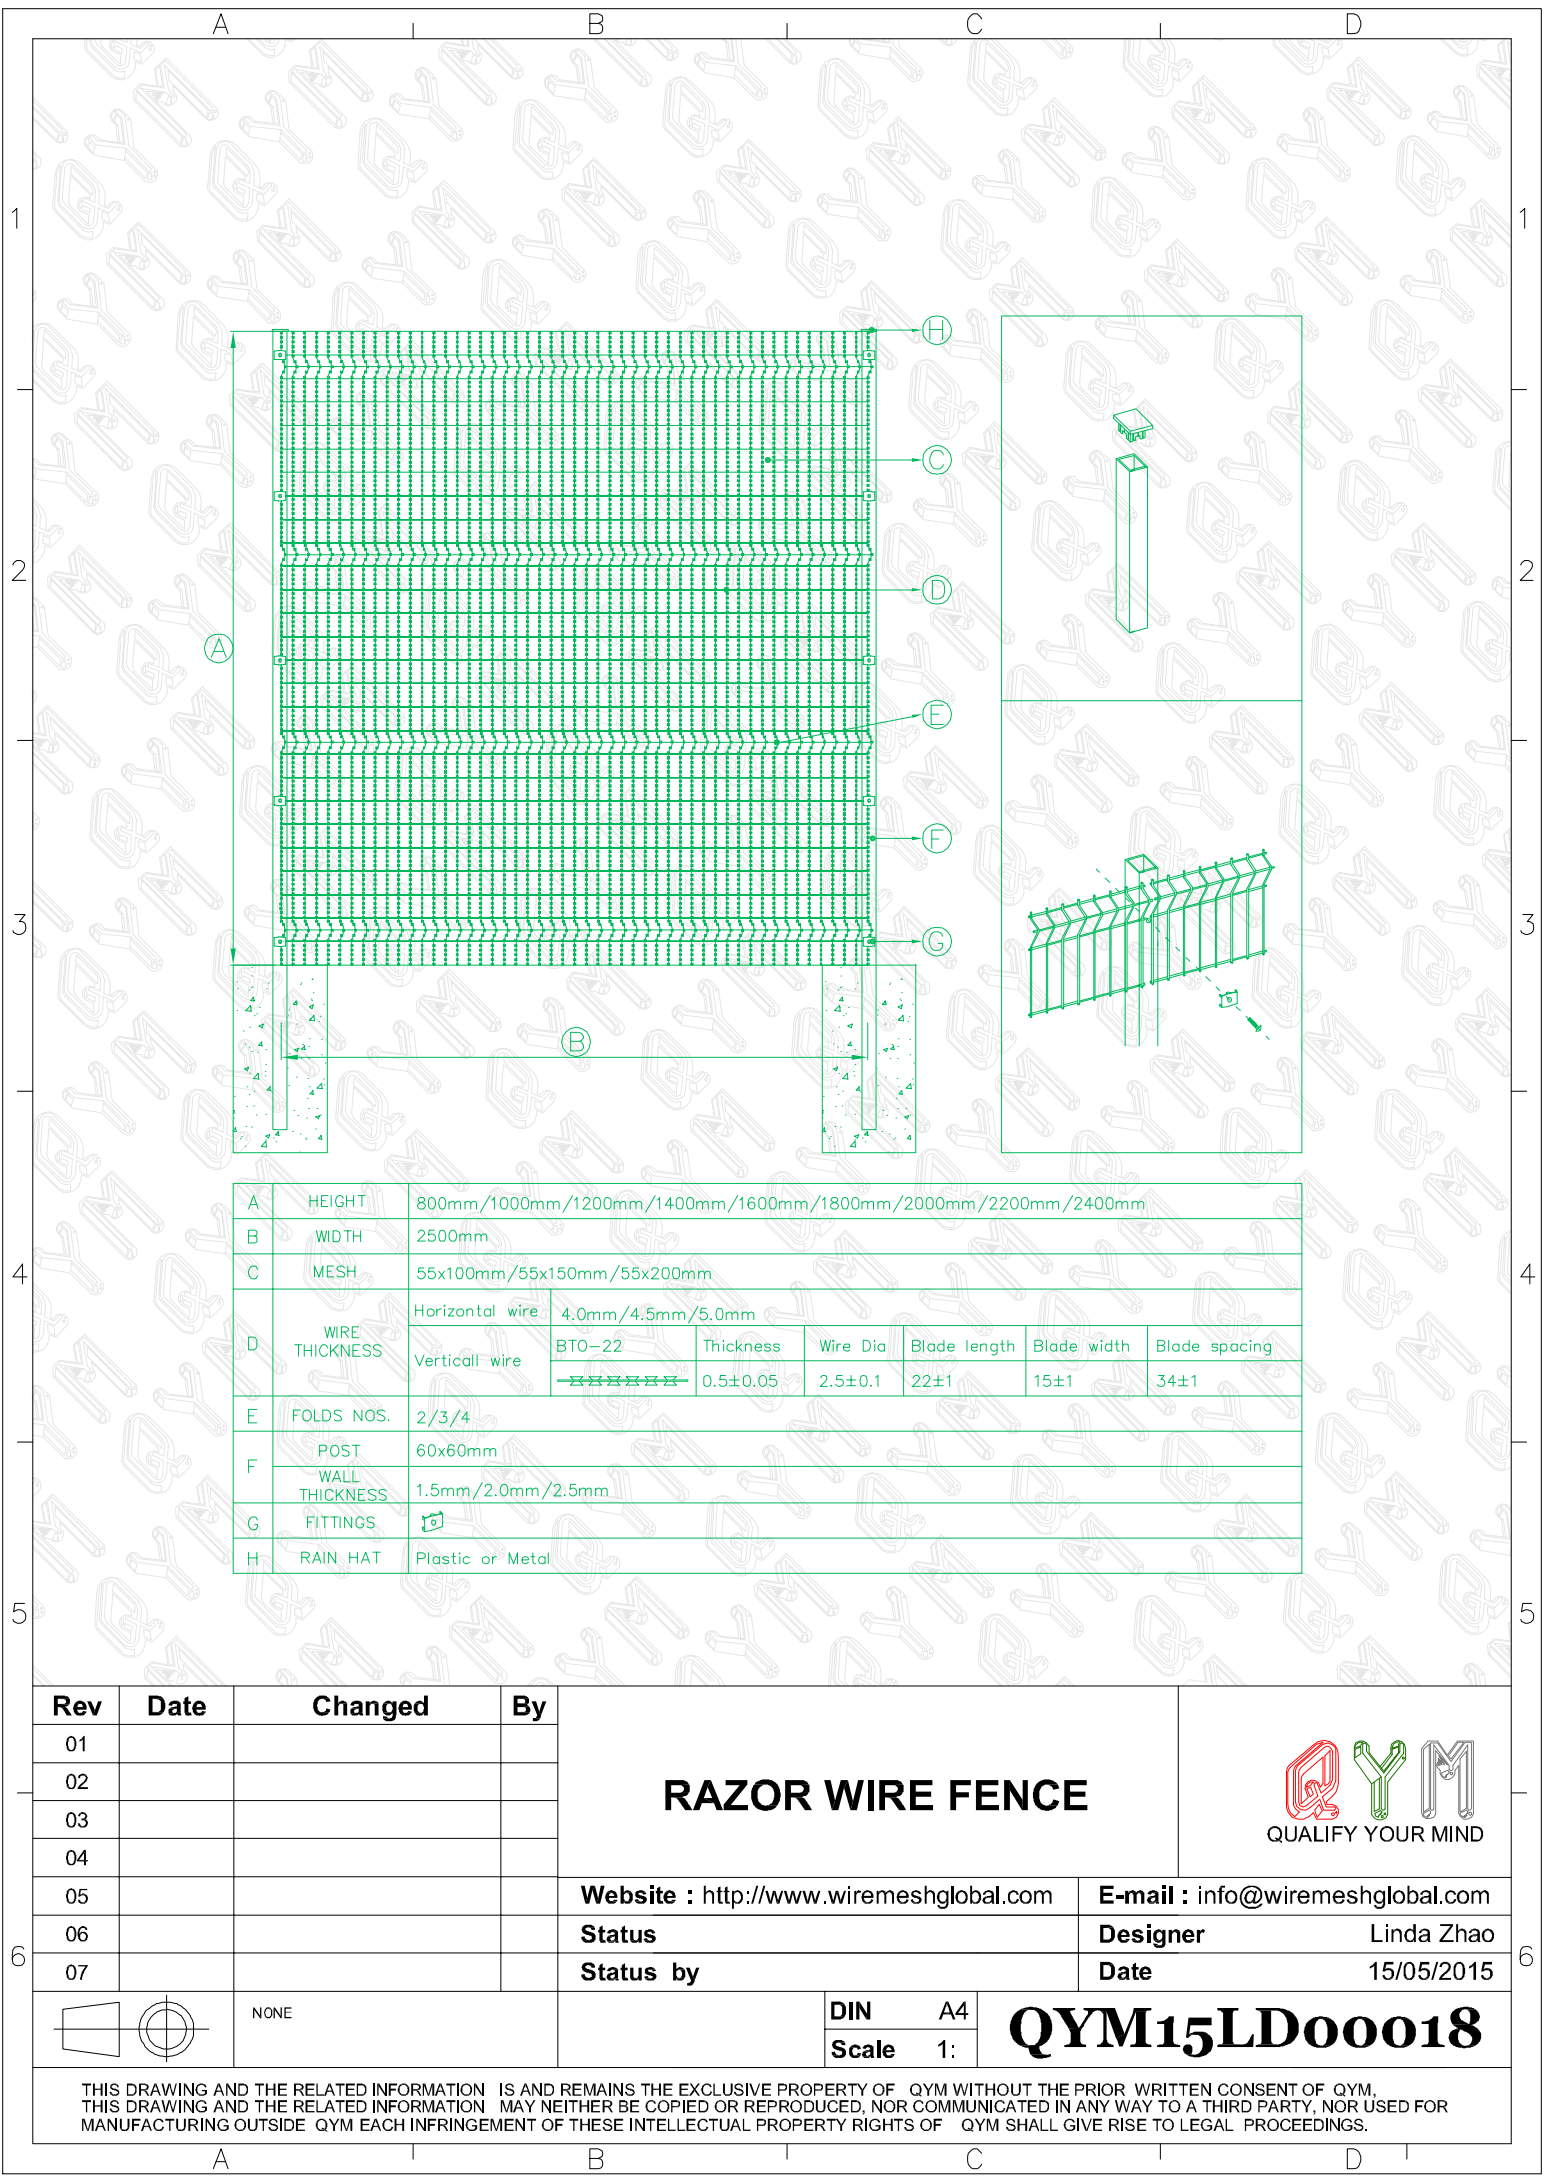 A B C D
1 1
H
C
2 2
D
A
E
F
3 3
G
B
A HEIGHT 800mm/1000mm/1200mm/1400mm/1600mm/1800mm/2000mm/2200mm/2400mm
B WIDTH 2500mm
C MESH 55x100mm/55x150mm/55x200mm
4 4
D WIRE THICKNESS Horizontal wire 4.0mm/4.5mm/5.0mm
Verticall wire BTO-22 Thickness Wire Dia Blade length Blade width Blade spacing
0.5±0.05 2.5±0.1 22±1 15±1 34±1
E FOLDS NOS. 2/3/4
F POST 60x60mm
WALL THICKNESS 1.5mm/2.0mm/2.5mm
G FITTINGS
H RAIN HAT Plastic or Metal
5 5
Rev Date Changed By
01
02
03
04
05
06
07
RAZOR WIRE FENCE
QYM
QUALIFY YOUR MIND
Website : http://www.wiremeshglobal.com E-mail : info@wiremeshglobal.com
Status Designer Linda Zhao
Status by Date 15/05/2015
6 6
NONE
DIN A4
Scale 1:
QYM15LD00018
THIS DRAWING AND THE RELATED INFORMATION IS AND REMAINS THE EXCLUSIVE PROPERTY OF QYM WITHOUT THE PRIOR WRITTEN CONSENT OF QYM,
THIS DRAWING AND THE RELATED INFORMATION MAY NEITHER BE COPIED OR REPRODUCED, NOR COMMUNICATED IN ANY WAY TO A THIRD PARTY, NOR USED FOR
MANUFACTURING OUTSIDE QYM EACH INFRINGEMENT OF THESE INTELLECTUAL PROPERTY RIGHTS OF QYM SHALL GIVE RISE TO LEGAL PROCEEDINGS.
A B C D